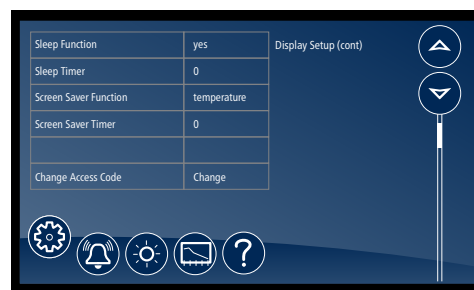 Sleep Function yes Display Setup (cont)
Sleep Timer 0
Screen Saver Function temperature
Screen Saver Timer 0
Change Access Code Change
?